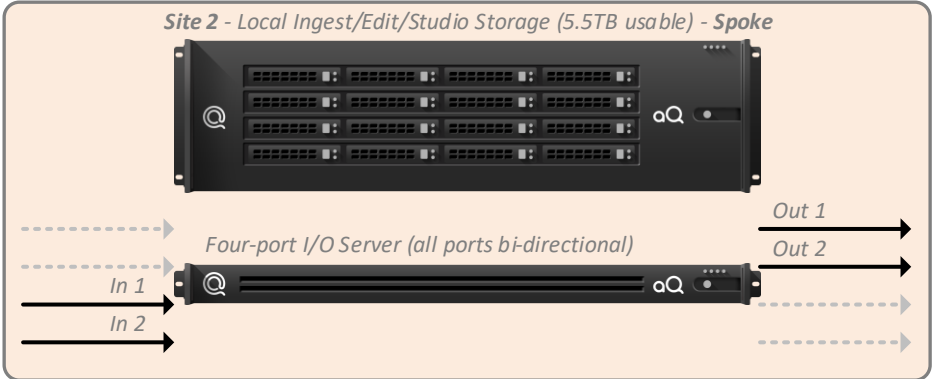 Site 2 - Local Ingest/Edit/Studio Storage (5.5TB usable) - Spoke
aQ
Out 1
Four-port I/O Server (all ports bi-directional)
Out 2
In 1
aQ
In 2